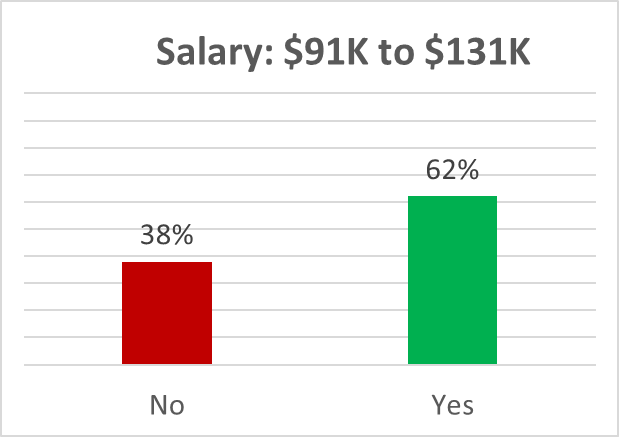 Salary: $91K to $131K
62%
38%
No
Yes